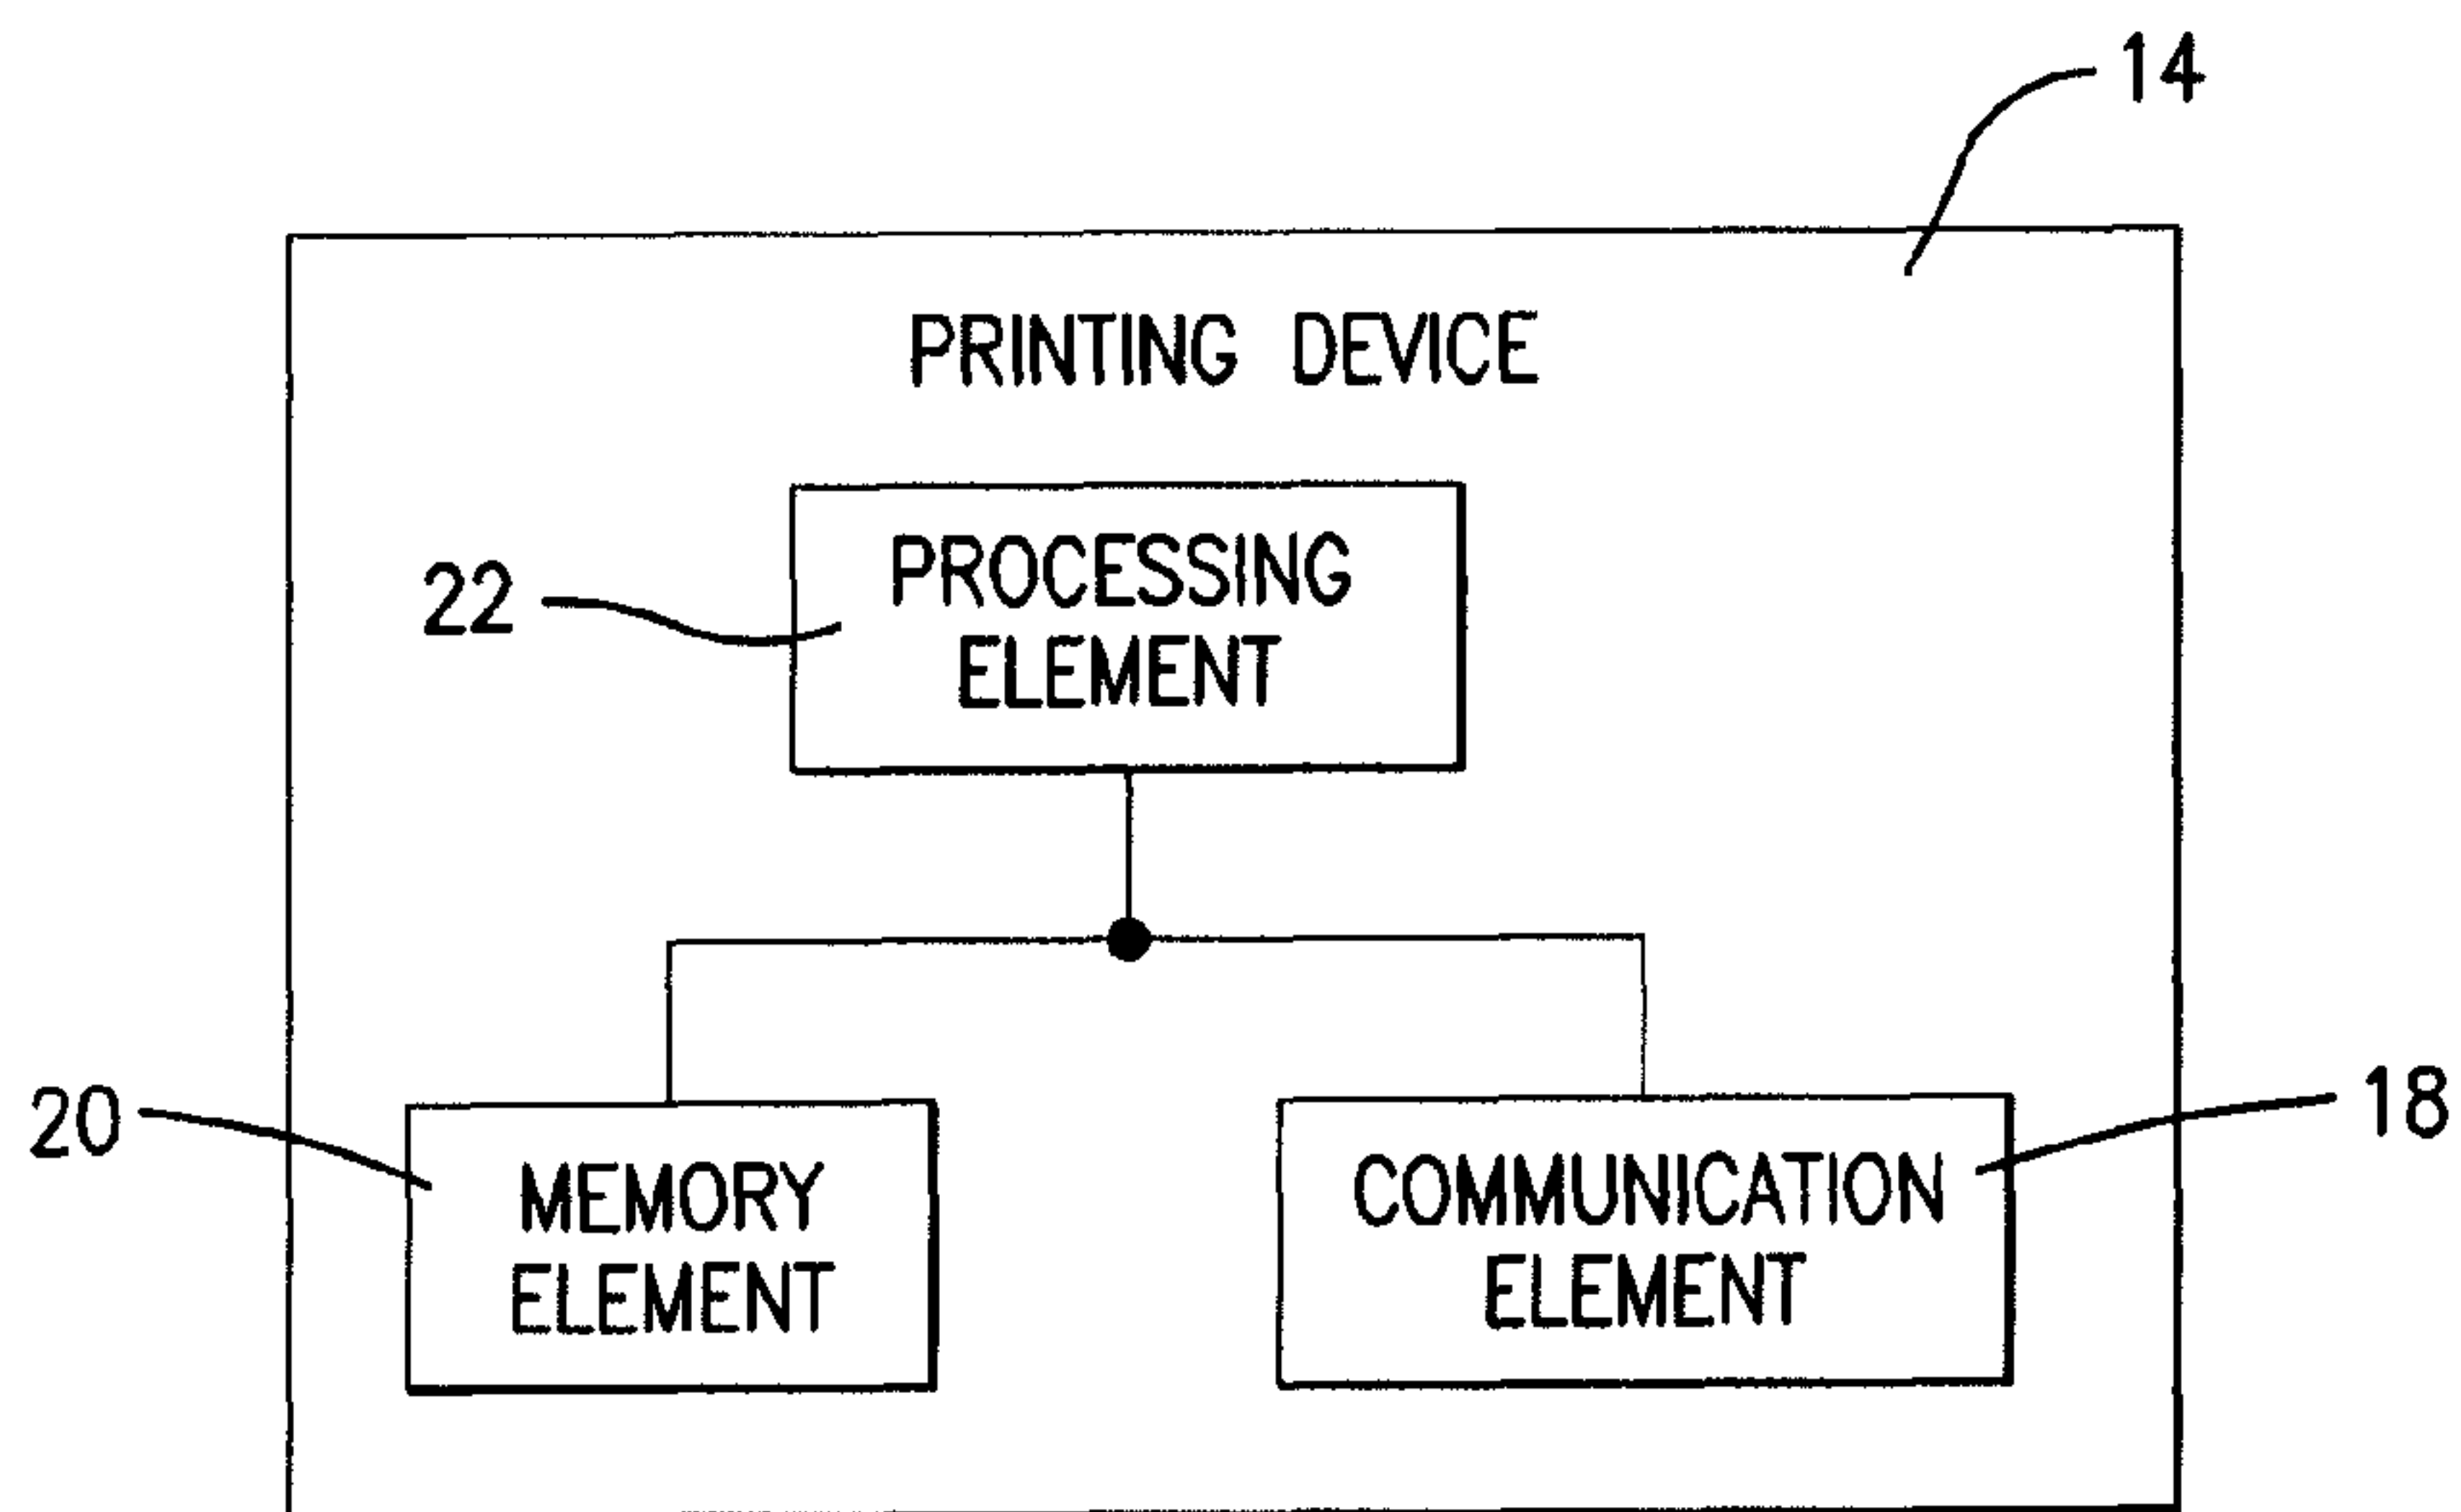 14
PRINTING DEVICE
22
PROCESSING
ELEMENT
20
MEMORY
ELEMENT
18
COMMUNICATION
ELEMENT